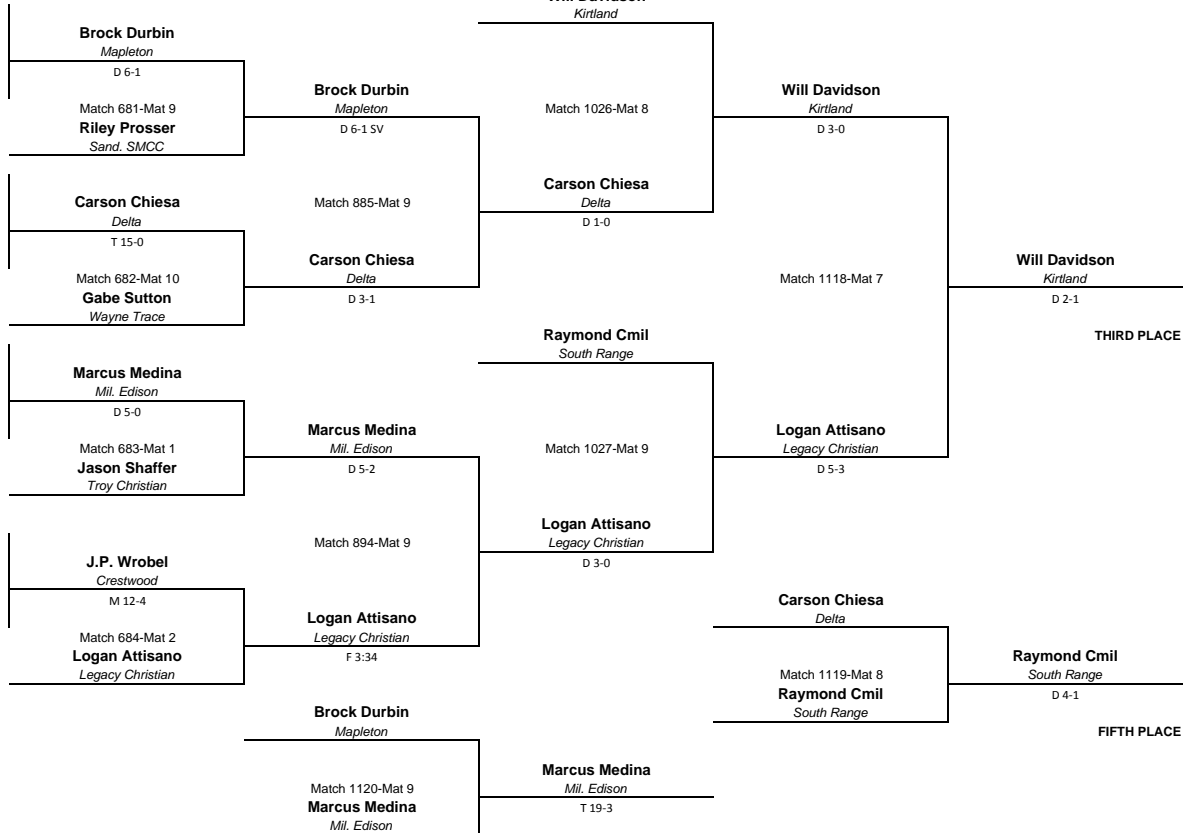 Will Davidson
Kirtland
Brock Durbin
Mapleton
D 6-1
Match 681-Mat 9
Riley Prosser
Sand. SMCC
Brock Durbin
Mapleton
D 6-1 SV
Match 1026-Mat 8
Will Davidson
Kirtland
D 3-0
Carson Chiesa
Delta
T 15-0
Match 682-Mat 10
Gabe Sutton
Wayne Trace
Match 885-Mat 9
Carson Chiesa
Delta
D 3-1
Carson Chiesa
Delta
D 1-0
Match 1118-Mat 7
Will Davidson
Kirtland
D 2-1
THIRD PLACE
Marcus Medina
Mil. Edison
D 5-0
Match 683-Mat 1
Jason Shaffer
Troy Christian
Marcus Medina
Mil. Edison
D 5-2
Raymond Cmil
South Range
Match 1027-Mat 9
Logan Attisano
Legacy Christian
D 5-3
J.P. Wrobel
Crestwood
M 12-4
Match 684-Mat 2
Logan Attisano
Legacy Christian
Match 894-Mat 9
Logan Attisano
Legacy Christian
F 3:34
Logan Attisano
Legacy Christian
D 3-0
Carson Chiesa
Delta
Match 1119-Mat 8
Raymond Cmil
South Range
Raymond Cmil
South Range
D 4-1
FIFTH PLACE
Brock Durbin
Mapleton
Match 1120-Mat 9
Marcus Medina
Mil. Edison
Marcus Medina
Mil. Edison
T 19-3